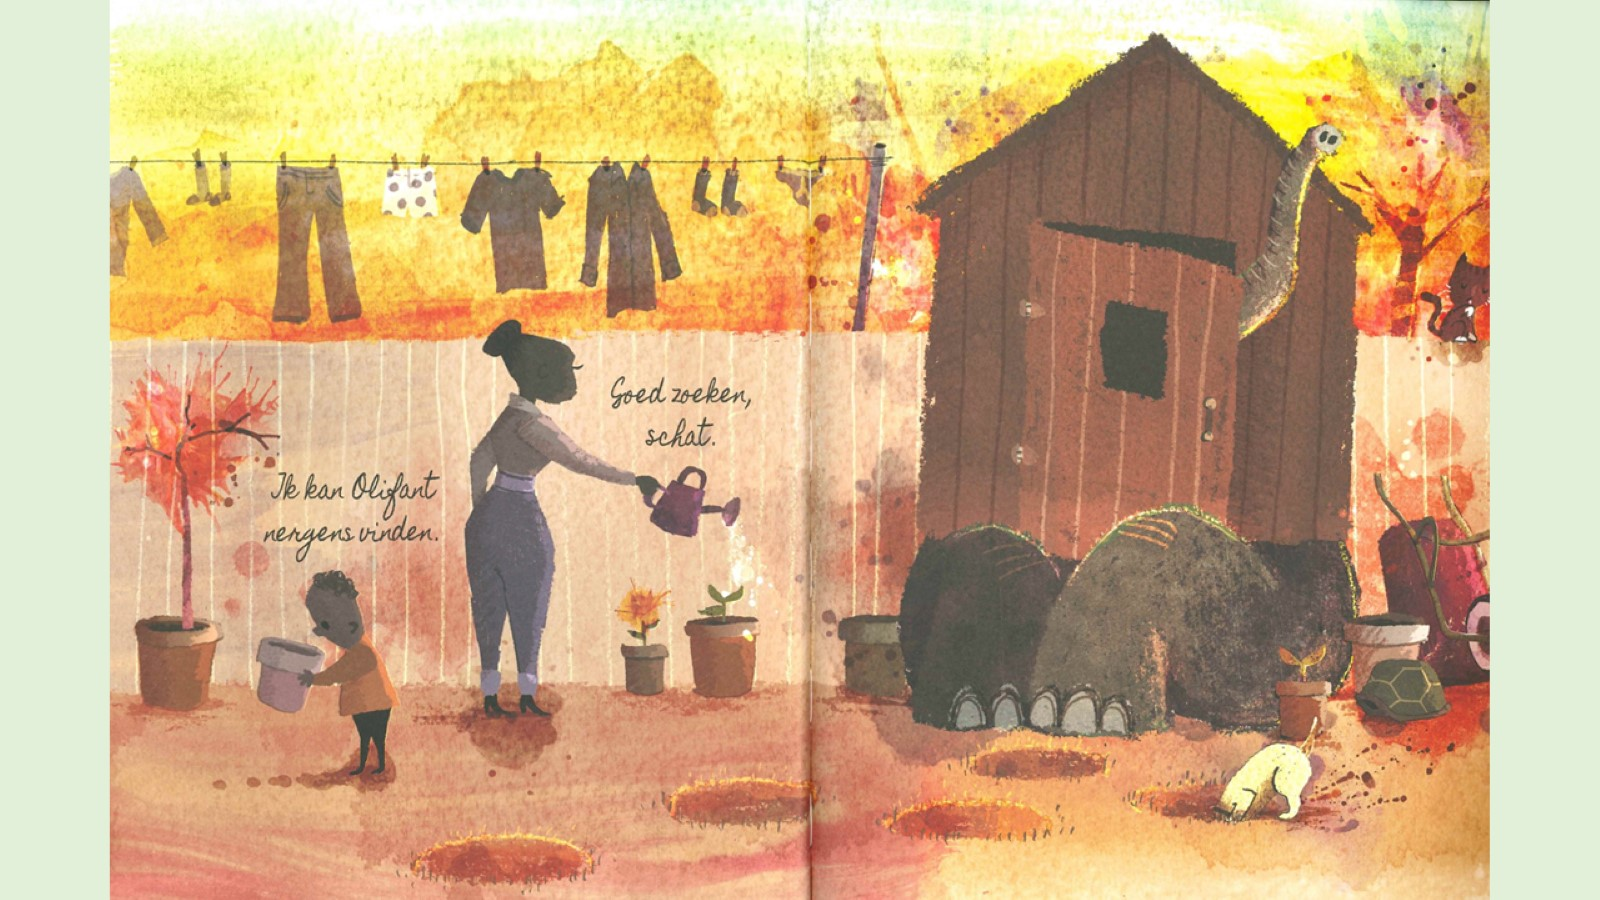 Ik kan Olifant
nergens vinden.
Goed zoeken,
schat.